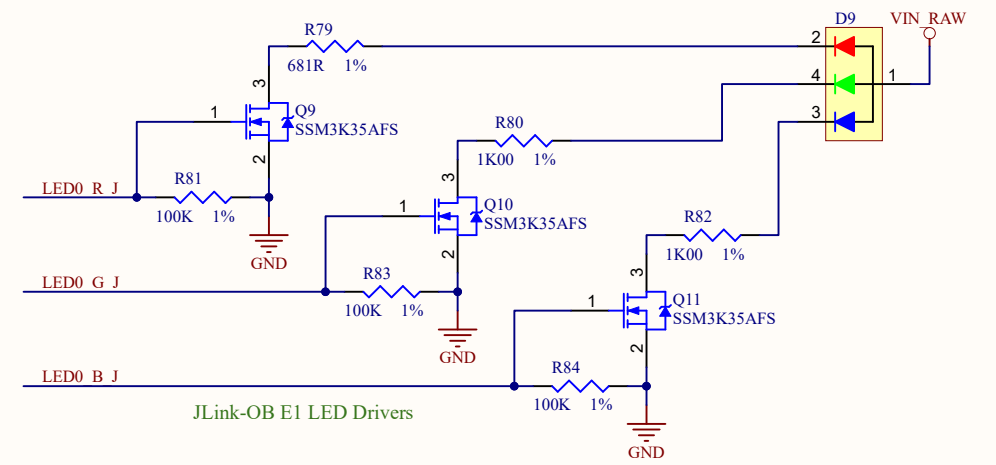 D9
VIN_RAW
R79
2
681R 1%
3
4
1
1
Q9
SSM3K35AFS
3
R80
2
1K00 1%
R81
3
LED0_R_J
100K 1%
1
Q10
SSM3K35AFS
R82
GND
2
1K00 1%
R83
3
LED0_G_J
100K 1%
1
Q11
SSM3K35AFS
GND
2
R84
LED0_B_J
100K 1%
JLink-OB E1 LED Drivers
GND